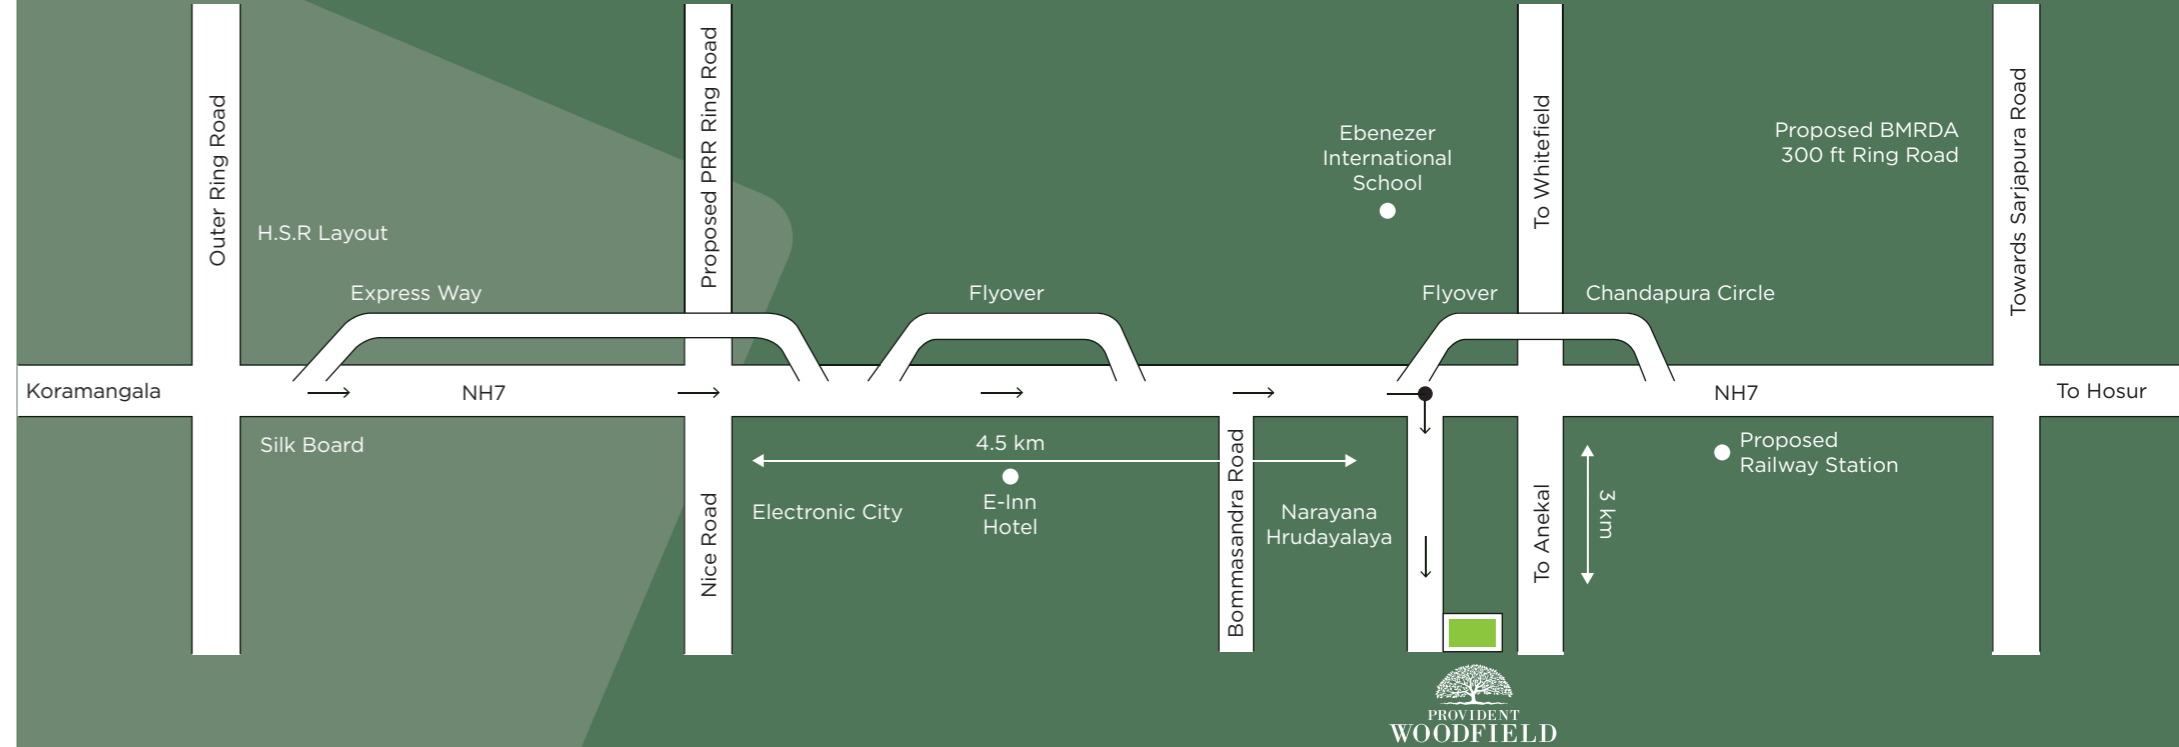 Outer Ring Road
Proposed PRR Ring Road
To Whitefield
Towards Sarjapura Road
Ebenezer
International
School
Proposed BMRDA
300 ft Ring Road
H.S.R Layout
Express Way
Flyover
Flyover
Chandapura Circle
Koramangala
NH7
NH7
To Hosur
Silk Board
4.5 km
Proposed
Railway Station
Nice Road
Electronic City
E-Inn
Hotel
Bommasandra Road
Narayana
Hrudayalaya
To Anekal
3 km
PROVIDENT
WOODFIELD